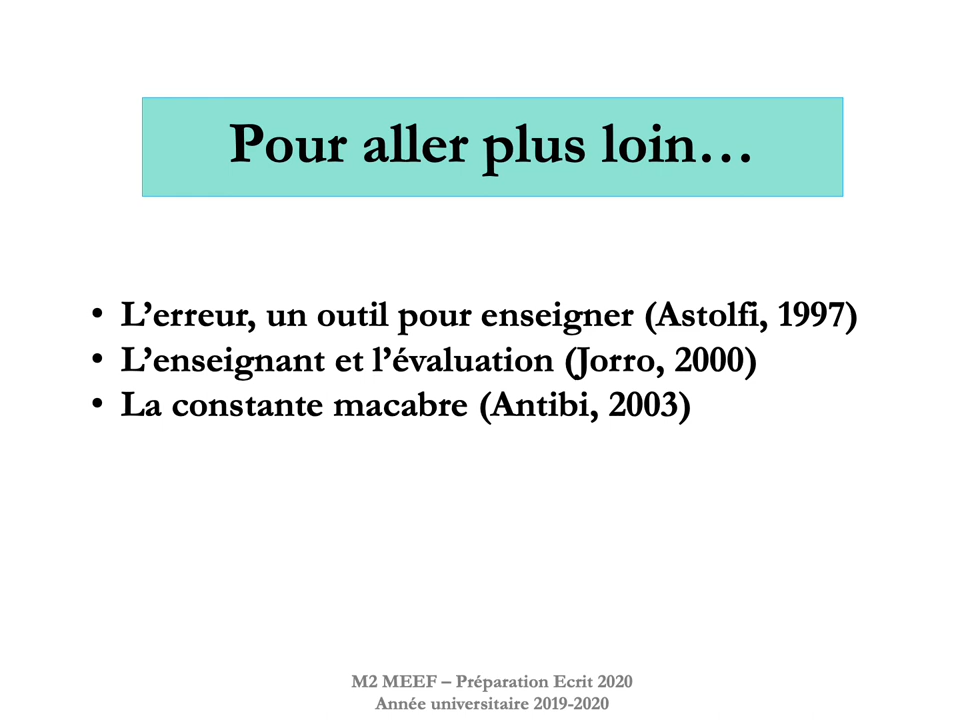 Pour aller plus loin…
• L’erreur, un outil pour enseigner (Astolfi, 1997)
• L’enseignant et l’évaluation (Jorro, 2000)
• La constante macabre (Antibi, 2003)
M2 MEEF – Préparation Ecrit 2020
Année universitaire 2019-2020